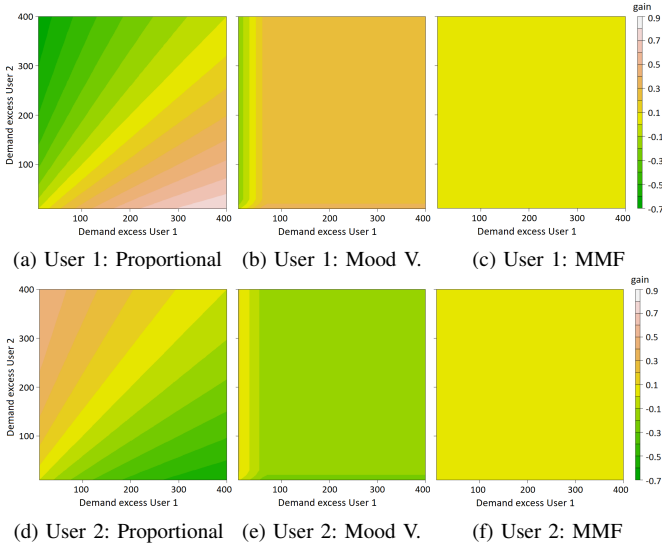 gain
400
300
200
100
Demand excess User 2
100 200 300 400
Demand excess User 1
100 200 300 400
Demand excess User 1
100 200 300 400
Demand excess User 1
0.9
0.7
0.5
0.3
0.1
-0.1
-0.3
-0.5
-0.7
(a) User 1: Proportional (b) User 1: Mood V. (c) User 1: MMF
gain
400
300
200
100
Demand excess User 2
100 200 300 400
Demand excess User 1
100 200 300 400
Demand excess User 1
100 200 300 400
Demand excess User 1
0.9
0.7
0.5
0.3
0.1
-0.1
-0.3
-0.5
-0.7
(d) User 2: Proportional (e) User 2: Mood V. (f) User 2: MMF